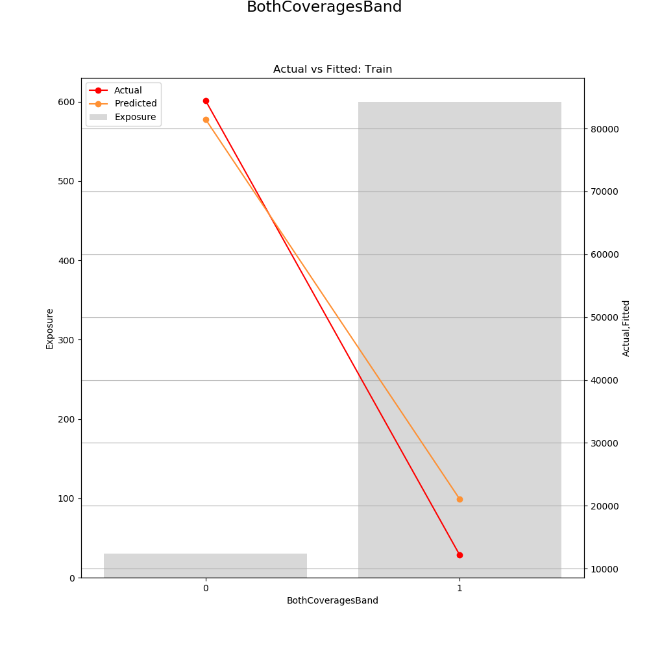 BothCoveragesBand
Actual vs Fitted: Train
Actual
Predicted
Exposure
600
500
400
300
200
100
0
Exposure
80000
70000
60000
50000
40000
30000
20000
10000
Actual,Fitted
0 1
BothCoveragesBand